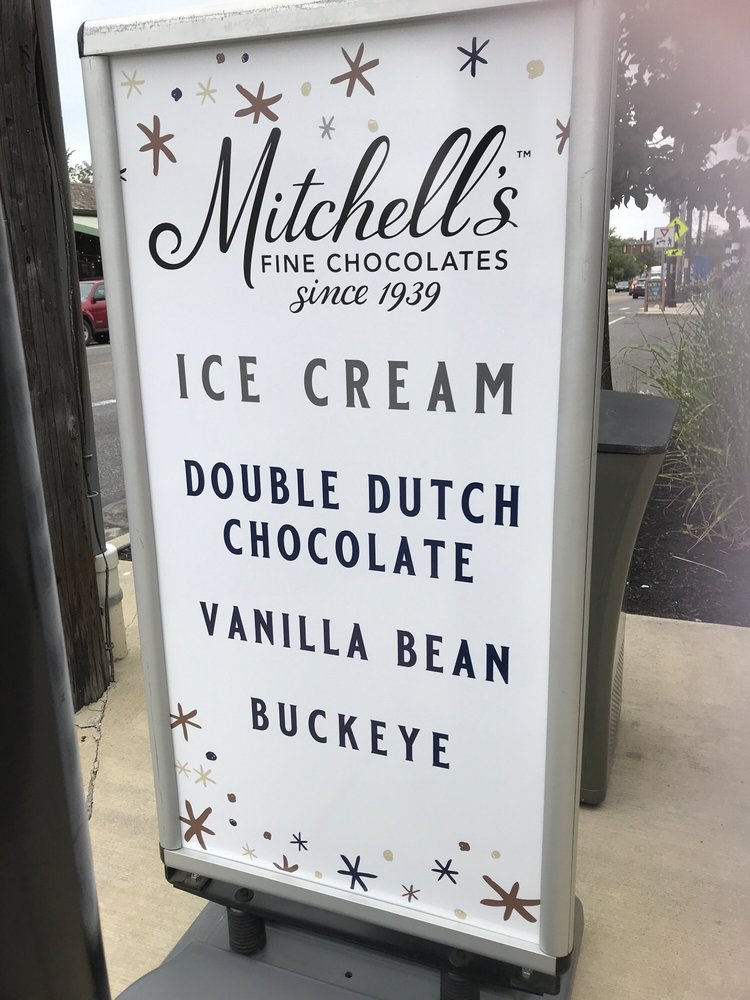 Mitchell's™
FINE CHOCOLATES
since 1939
ICE CREAM
DOUBLE DUTCH
CHOCOLATE
VANILLA BEAN
BUCKEYE